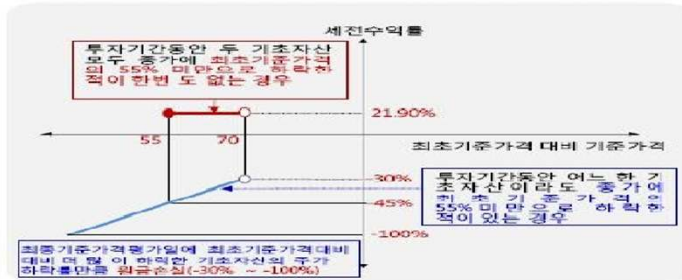 세전수익률
투자기간동안 두 기초자산
모두 종가에 최초기준가격
의 55% 미만으로 하락한
적이 한번도 없는 경우
21.90%
55
70
최초기준가격 대비 기준가격
-30%
투자기간동안 어느 한 기
초자산이라도 종가에
최초기준가격의
55%미만으로 하락한
적이 있는 경우
-45%
-100%
최종기준가격평가일에 최초기준가격대비
대비 더 많이 하락한 기초자산의 주가
하락률만큼 원금손실(-30% ~ -100%)